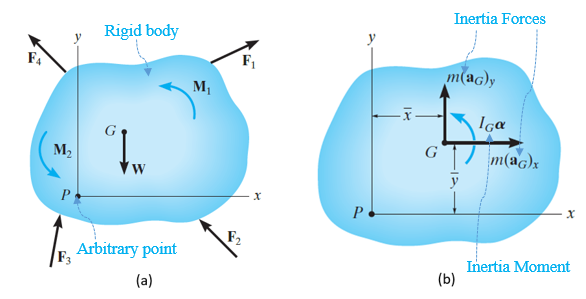 Rigid body
y
F4
F1
M1
G
M2
W
P
x
Arbitrary point
F3
F2
(a)
Inertia Forces
y
m(aG)y
x̄
IGα
G
m(aG)x
ȳ
P
x
Inertia Moment
(b)